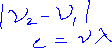 |ν₂ - ν₁|
c = νλ